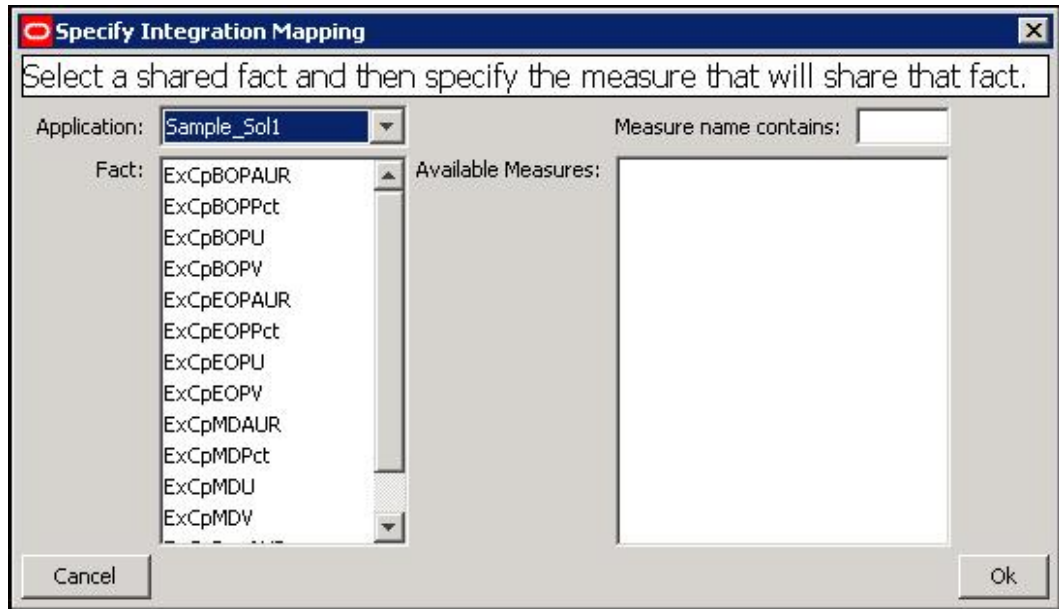 Specify Integration Mapping
Select a shared fact and then specify the measure that will share that fact.
Application: Sample_Sol1 Measure name contains:
Fact: Available Measures:
ExCpBOPAUR
ExCpBOPPct
ExCpBOPU
ExCpBOPV
ExCpEOPAUR
ExCpEOPPct
ExCpEOPU
ExCpEOPV
ExCpMDAUR
ExCpMDPct
ExCpMDU
ExCpMDV
Cancel Ok